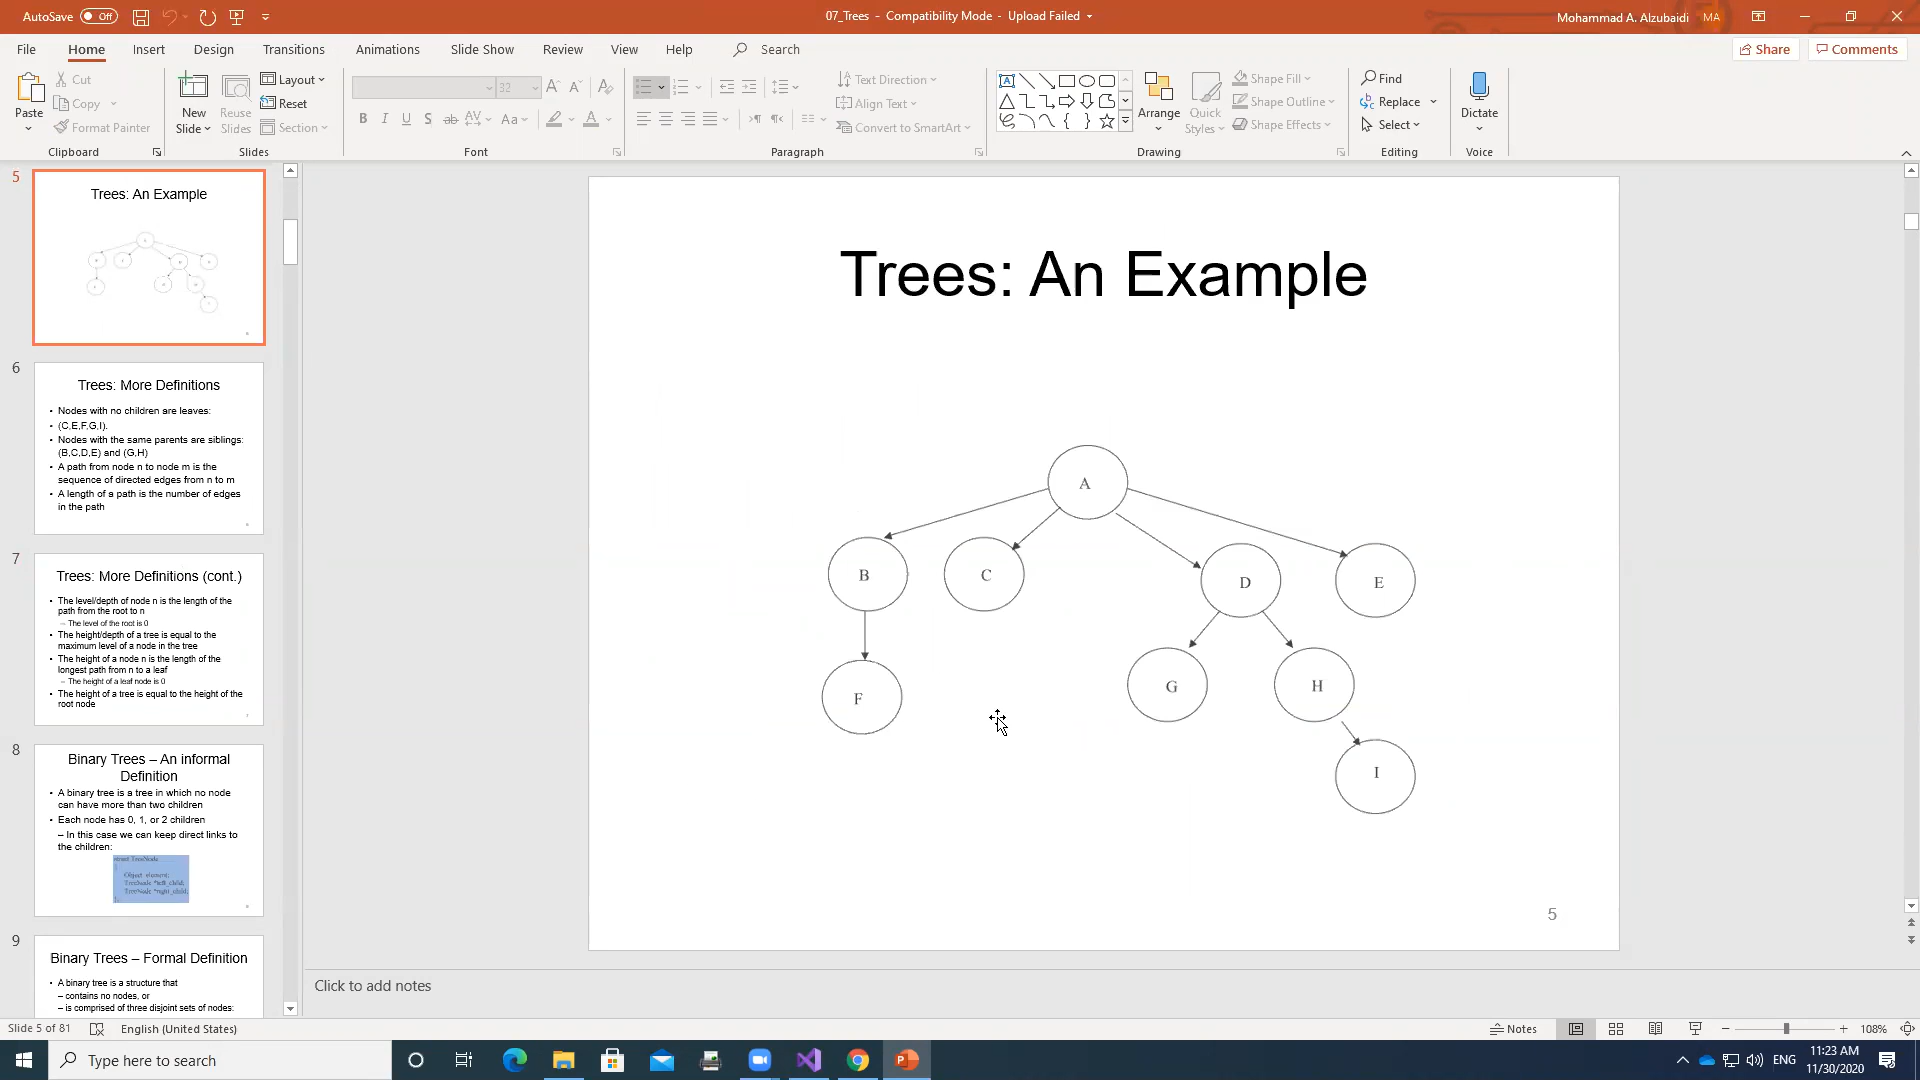 AutoSave Off
07_Trees - Compatibility Mode - Upload Failed
Mohammad A. Alzubaidi MA
File Home Insert Design Transitions Animations Slide Show Review View Help Search
Share Comments
Paste
Cut
Copy
Format Painter
Clipboard
New Slide
Reuse Slides
Layout
Reset
Section
Slides
32
B I U S ab AV Aa A
Font
Text Direction
Align Text
Convert to SmartArt
Paragraph
Arrange
Quick Styles
Shape Fill
Shape Outline
Shape Effects
Drawing
Find
Replace
Select
Editing
Dictate
Voice
5
Trees: An Example
6
Trees: More Definitions
• Nodes with no children are leaves:
• (C,E,F,G,I).
• Nodes with the same parents are siblings:
(B,C,D,E) and (G,H)
• A path from node n to node m is the
sequence of directed edges from n to m
• A length of a path is the number of edges
in the path
7
Trees: More Definitions (cont.)
• The level/depth of node n is the length of the
path from the root to n
– The level of the root is 0
• The height/depth of a tree is equal to the
maximum level of a node in the tree
• The height of a node n is the length of the
longest path from n to a leaf
– The height of a leaf node is 0
• The height of a tree is equal to the height of the
root node
8
Binary Trees – An informal
Definition
• A binary tree is a tree in which no node
can have more than two children
• Each node has 0, 1, or 2 children
– In this case we can keep direct links to
the children:
struct TreeNode
Object element;
TreeNode *left_child;
TreeNode *right_child;
9
Binary Trees – Formal Definition
• A binary tree is a structure that
– contains no nodes, or
– is comprised of three disjoint sets of nodes:
Trees: An Example
A
B
C
D
E
F
G
H
I
5
Click to add notes
Slide 5 of 81 English (United States)
Notes
108%
Type here to search
ENG
11:23 AM
11/30/2020